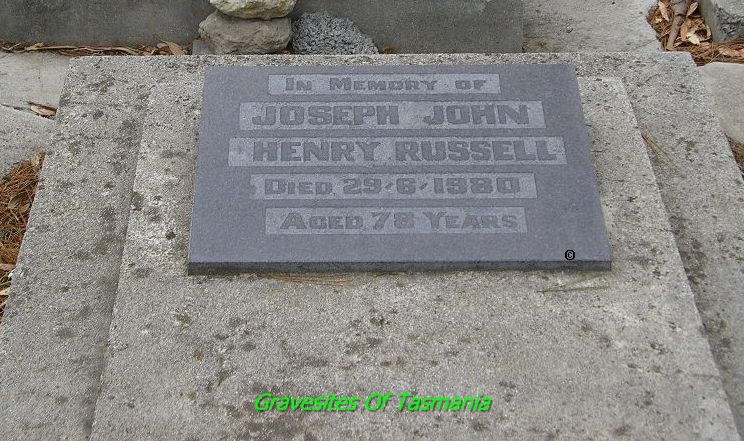 In Memory of
Joseph John
Henry Russell
Died 29·6·1980
Aged 78 Years
©
Gravesites Of Tasmania